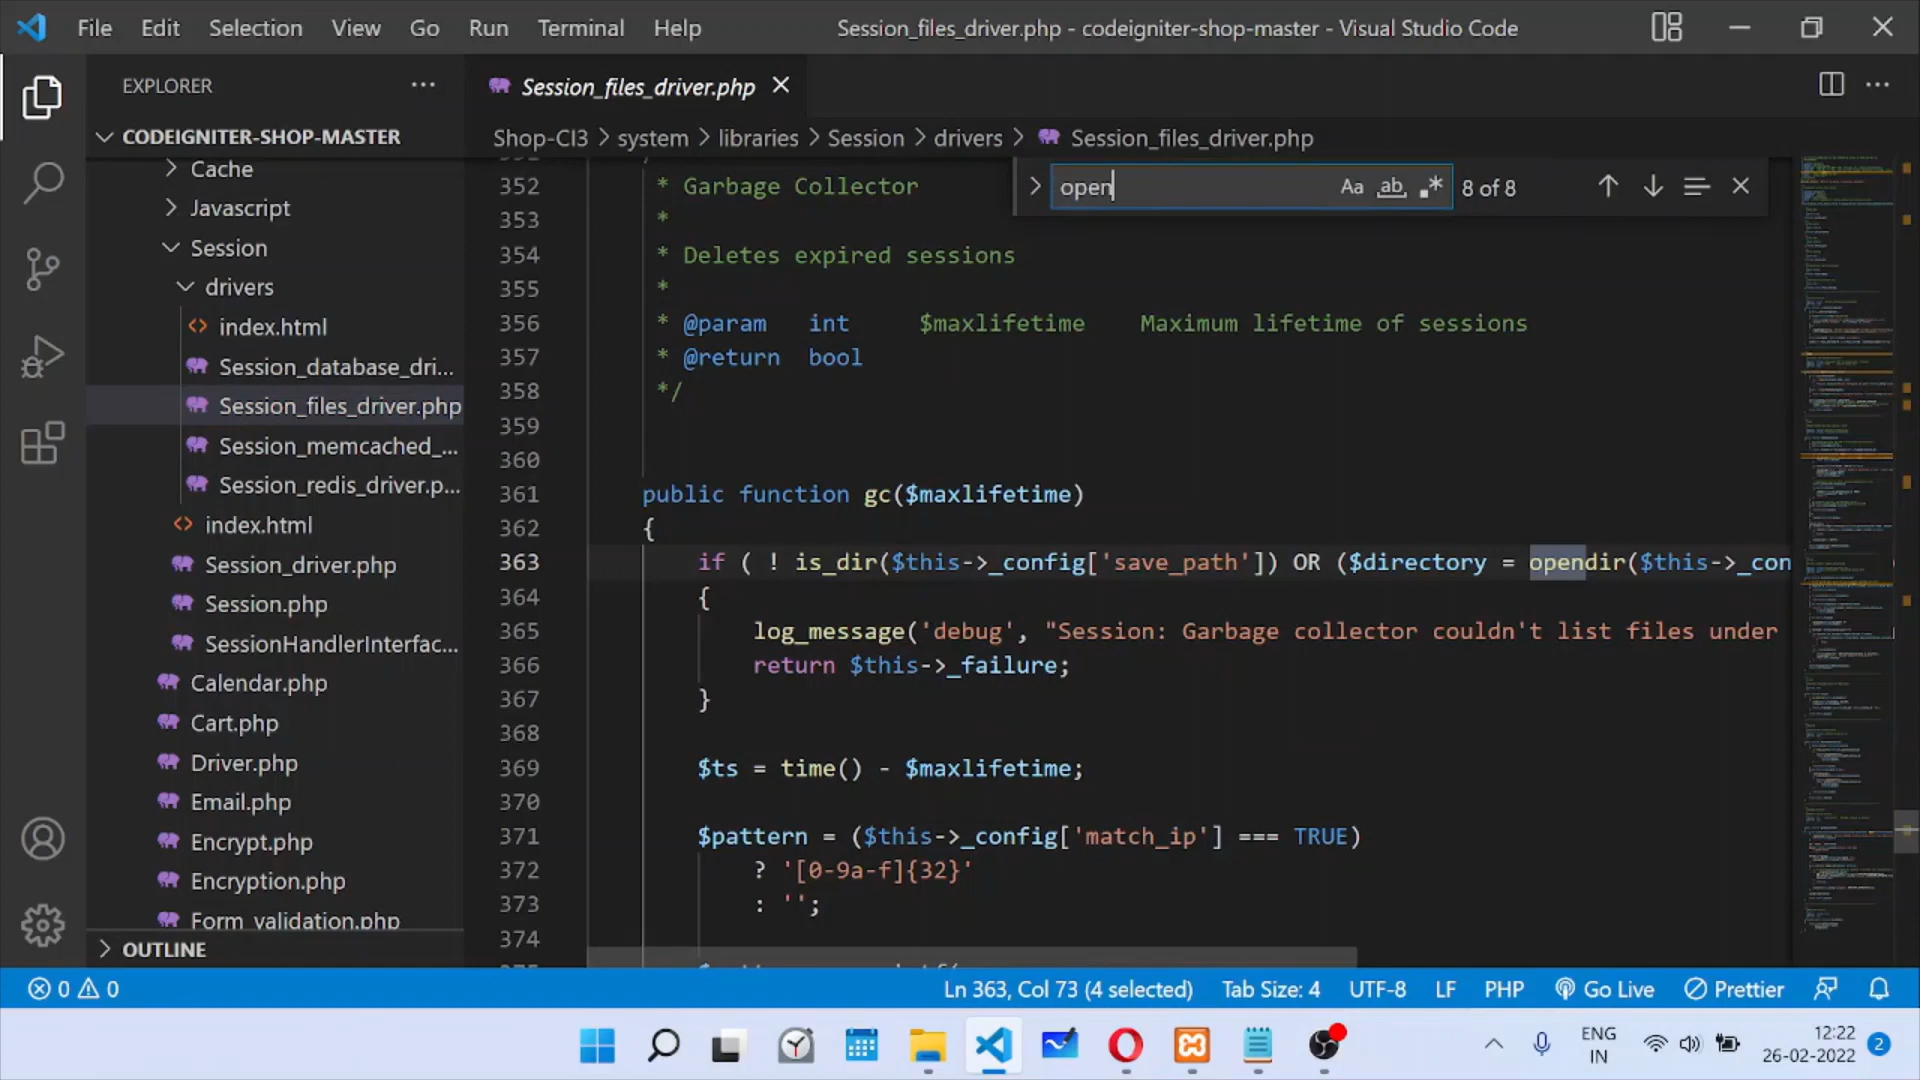 File Edit Selection View Go Run Terminal Help
Session_files_driver.php - codeigniter-shop-master - Visual Studio Code
EXPLORER
CODEIGNITER-SHOP-MASTER
Cache
Javascript
Session
drivers
index.html
Session_database_dri...
Session_files_driver.php
Session_memcached_...
Session_redis_driver.p...
index.html
Session_driver.php
Session.php
SessionHandlerInterfac...
Calendar.php
Cart.php
Driver.php
Email.php
Encrypt.php
Encryption.php
Form_validation.php
OUTLINE
Session_files_driver.php
Shop-CI3 > system > libraries > Session > drivers > Session_files_driver.php
open
Aa ab .* 8 of 8
352 * Garbage Collector
353 *
354 * Deletes expired sessions
355 *
356 * @param int $maxlifetime Maximum lifetime of sessions
357 * @return bool
358 */
359
360
361 public function gc($maxlifetime)
362 {
363 if ( ! is_dir($this->_config['save_path']) OR ($directory = opendir($this->_con
364 {
365 log_message('debug', "Session: Garbage collector couldn't list files under
366 return $this->_failure;
367 }
368
369 $ts = time() - $maxlifetime;
370
371 $pattern = ($this->_config['match_ip'] === TRUE)
372 ? '[0-9a-f]{32}'
373 : '';
374
0 0
Ln 363, Col 73 (4 selected) Tab Size: 4 UTF-8 LF PHP Go Live Prettier
ENG
IN
12:22
26-02-2022
2